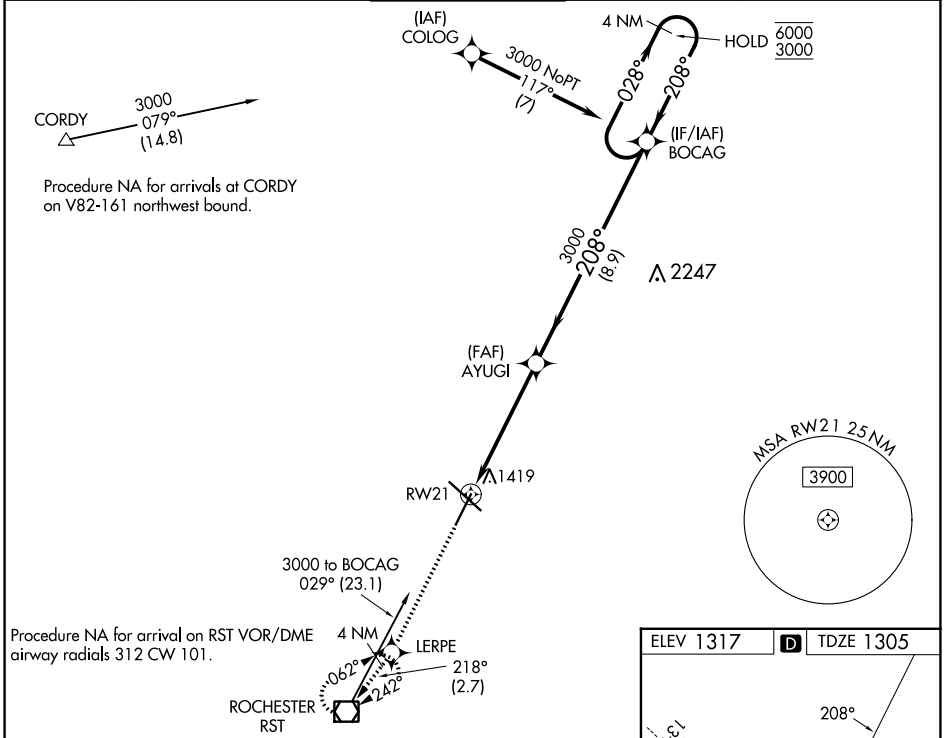 (IAF)
COLOG
3000 NoPT
117°
(7)
4 NM
HOLD
6000
3000
028°
208°
(IF/IAF)
BOCAG
CORDY
3000
079°
(14.8)
Procedure NA for arrivals at CORDY
on V82-161 northwest bound.
3000
208°
(8.9)
2247
(FAF)
AYUGI
MSA RW21 25 NM
3900
RW21
1419
3000 to BOCAG
029° (23.1)
Procedure NA for arrival on RST VOR/DME
airway radials 312 CW 101.
4 NM
LERPE
062°
242°
218°
(2.7)
ROCHESTER
RST
ELEV 1317
D
TDZE 1305
208°